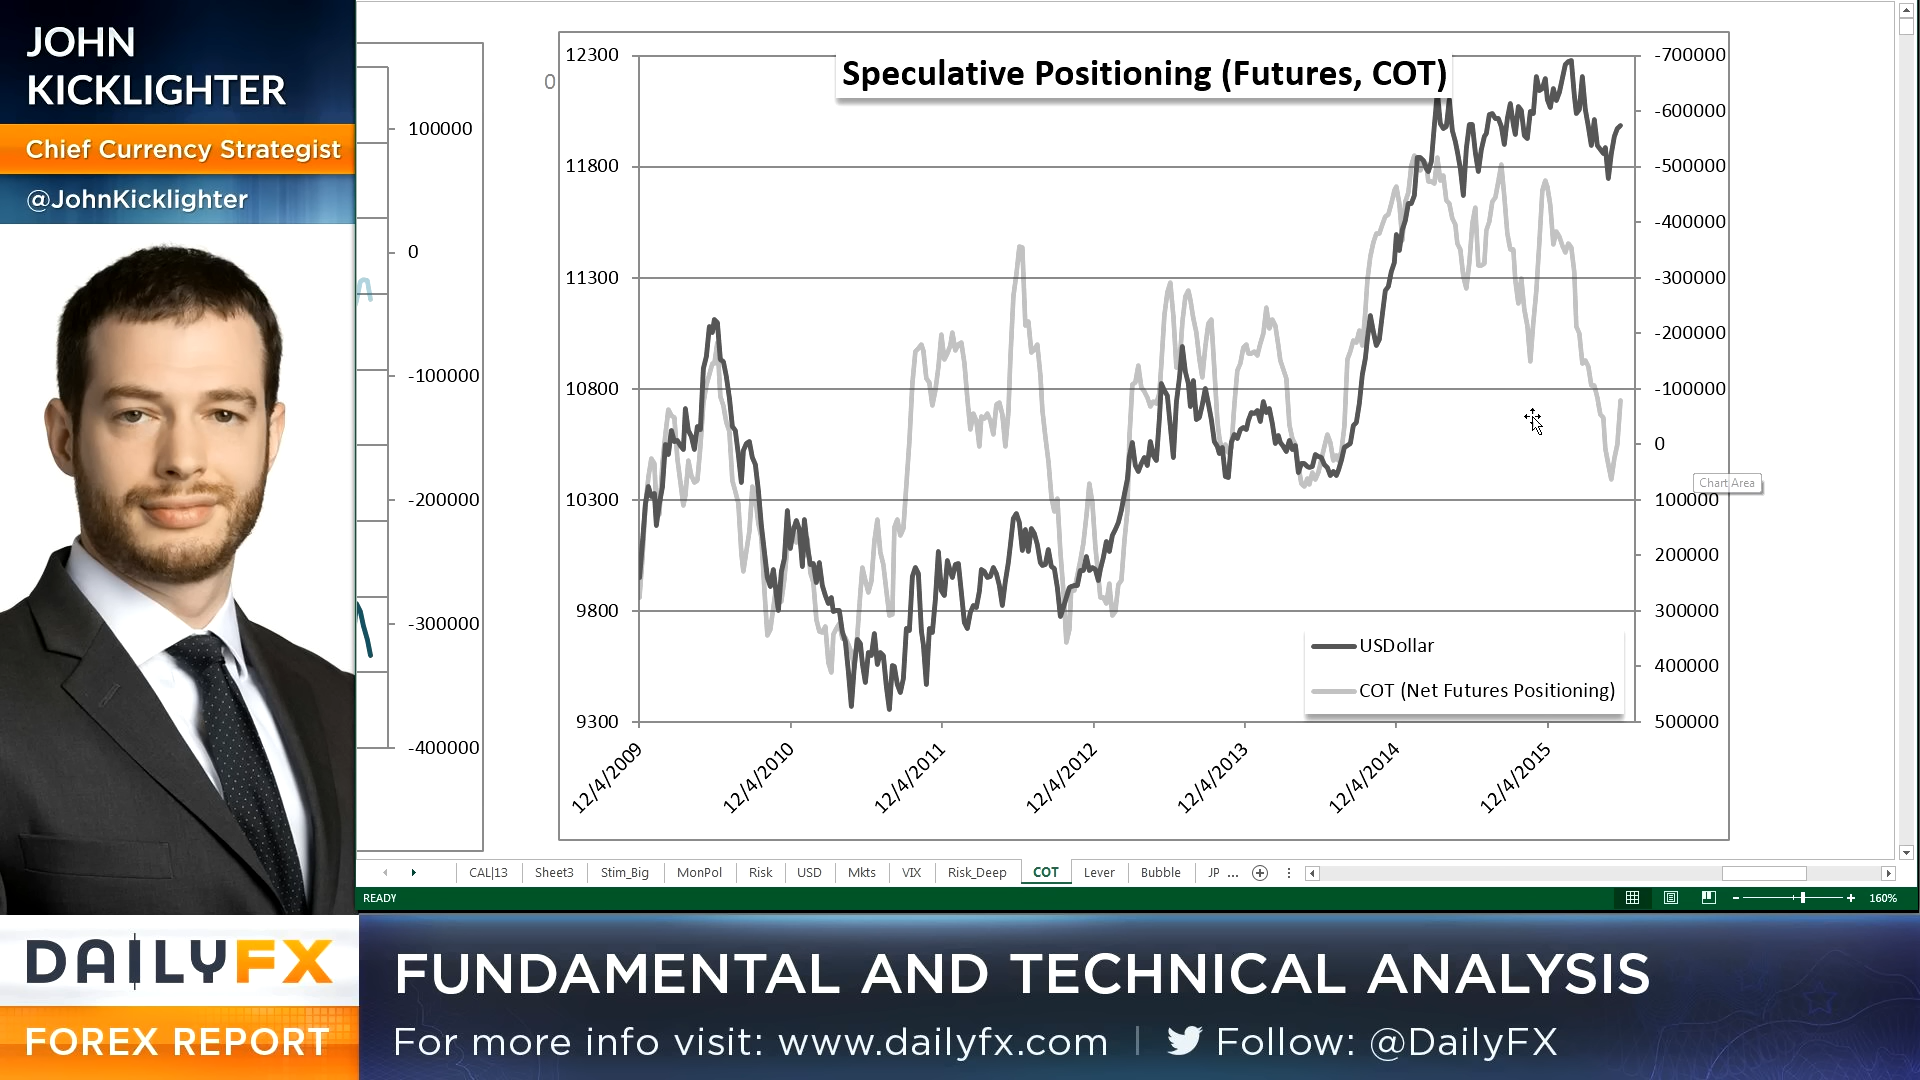 JOHN
KICKLIGHTER
Chief Currency Strategist
@JohnKicklighter
100000
0
-100000
-200000
-300000
-400000
0
Speculative Positioning (Futures, COT)
12300
11800
11300
10800
10300
9800
9300
-700000
-600000
-500000
-400000
-300000
-200000
-100000
0
100000
200000
300000
400000
500000
Chart Area
USDollar
COT (Net Futures Positioning)
12/4/2009
12/4/2010
12/4/2011
12/4/2012
12/4/2013
12/4/2014
12/4/2015
CAL|13 Sheet3 Stim_Big MonPol Risk USD Mkts VIX Risk_Deep COT Lever Bubble JP ...
READY
160%
DAILYFX
FOREX REPORT
FUNDAMENTAL AND TECHNICAL ANALYSIS
For more info visit: www.dailyfx.com | Follow: @DailyFX